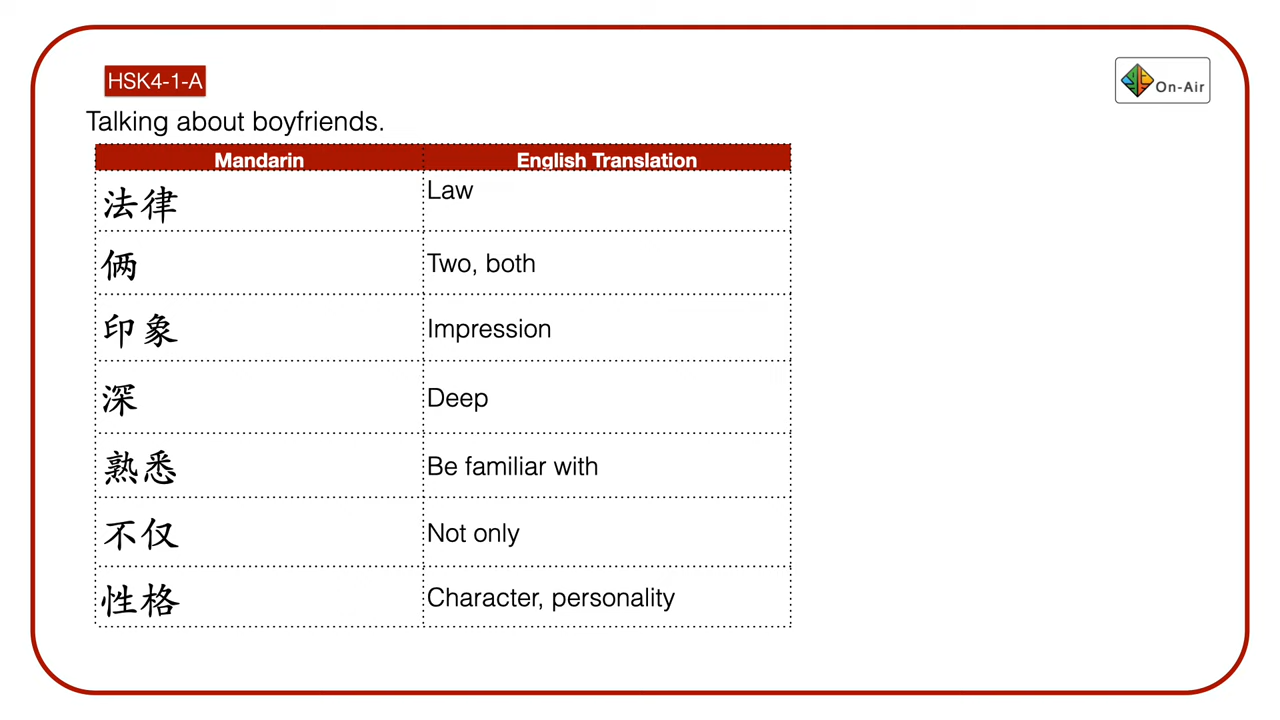 HSK4-1-A
On-Air
Talking about boyfriends.
Mandarin English Translation
法律 Law
俩 Two, both
印象 Impression
深 Deep
熟悉 Be familiar with
不仅 Not only
性格 Character, personality